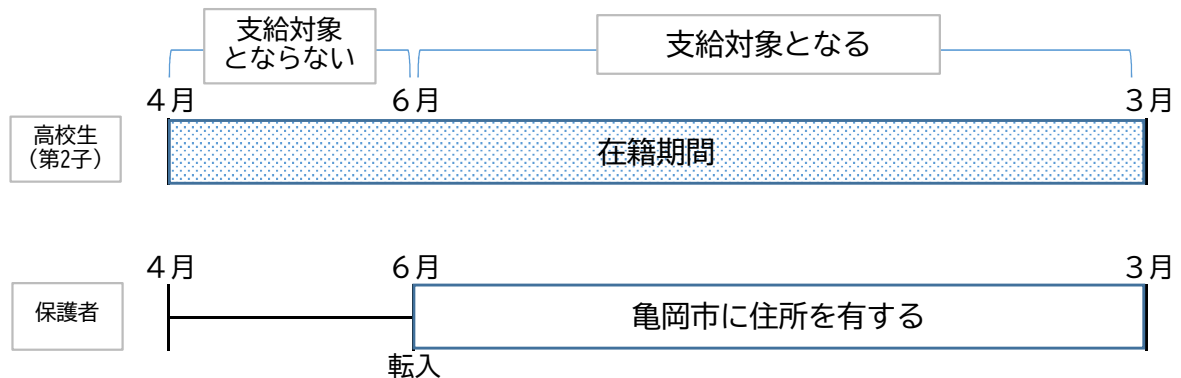 支給対象
とならない
支給対象となる
４月
６月
３月
高校生
（第2子）
在籍期間
４月
６月
３月
保護者
亀岡市に住所を有する
転入